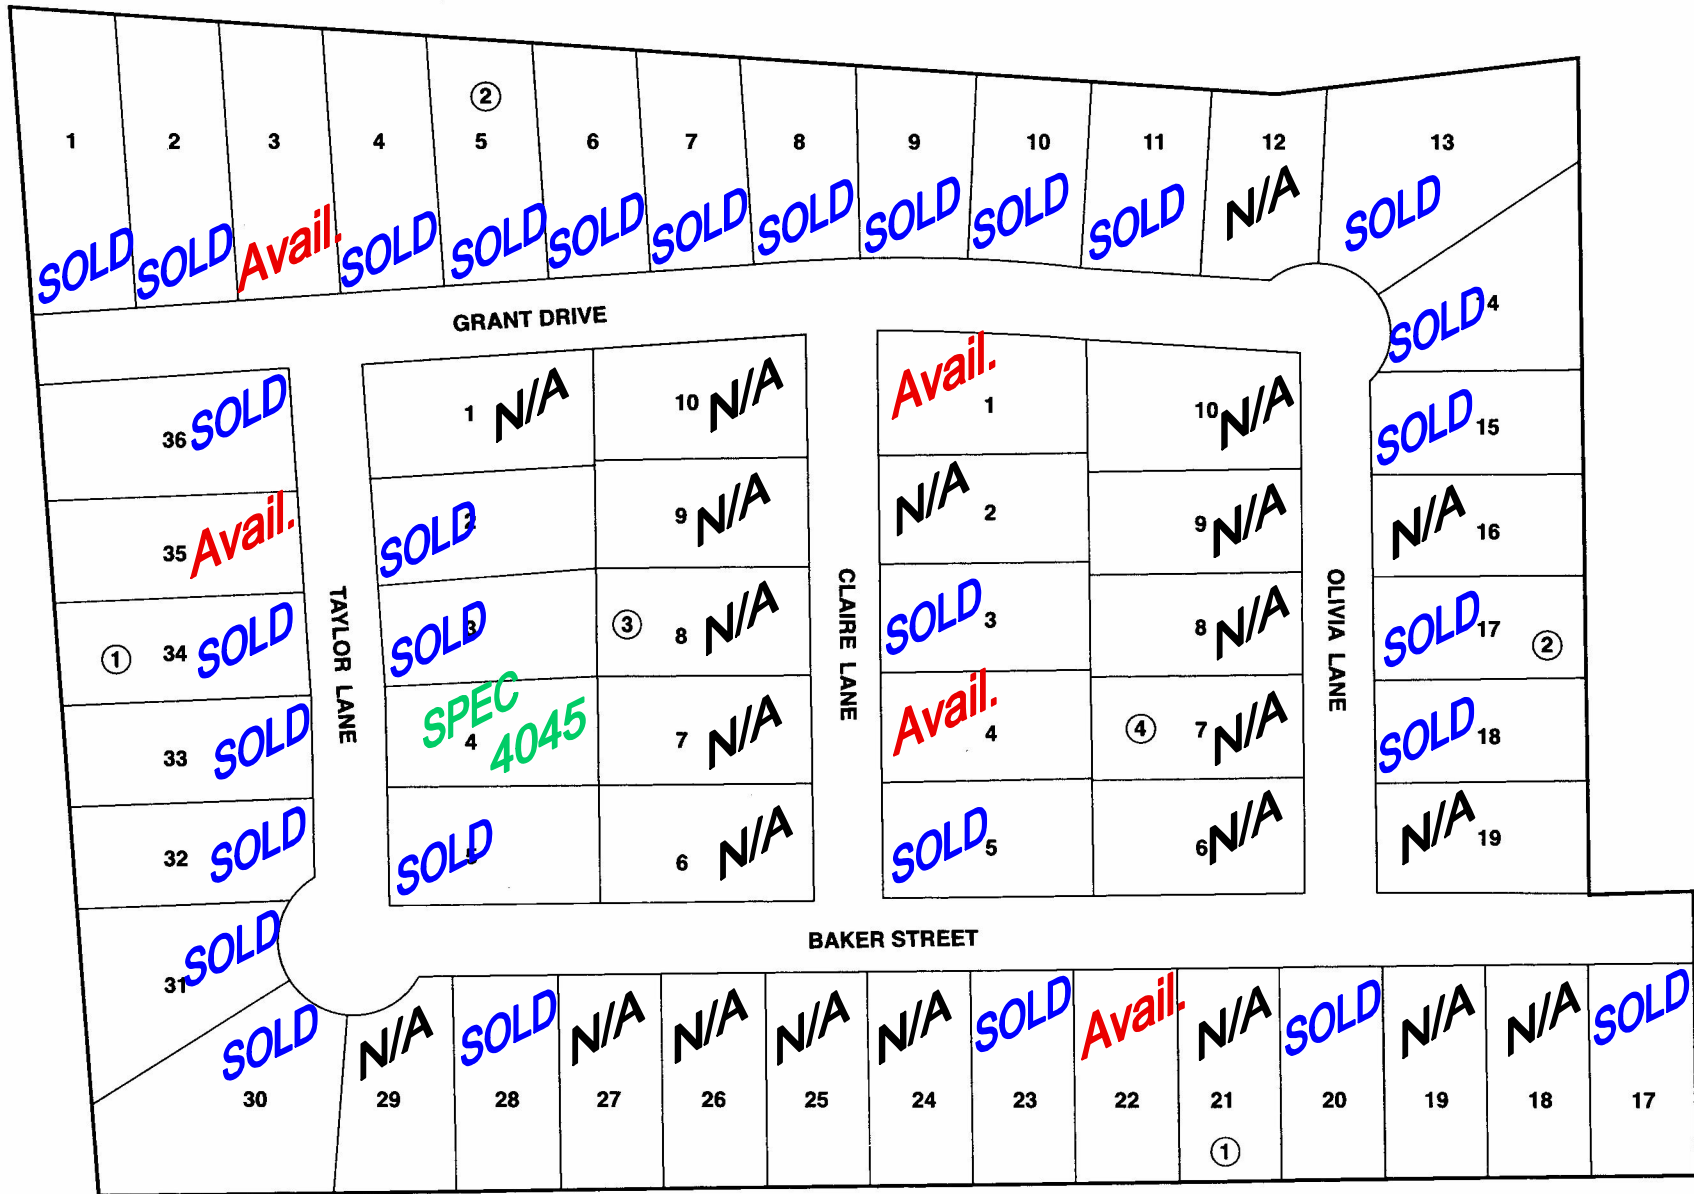 ②
1 2 3 4 5 6 7 8 9 10 11 12 13
SOLD SOLD Avail. SOLD SOLD SOLD SOLD SOLD SOLD SOLD SOLD N/A SOLD
GRANT DRIVE
SOLD 14
36 SOLD
1 N/A
10 N/A
Avail. 1
10 N/A
SOLD 15
35 Avail.
SOLD 2
9 N/A
N/A 2
9 N/A
N/A 16
① 34 SOLD
TAYLOR LANE
SOLD 3
③ 8 N/A
CLAIRE LANE
SOLD 3
8 N/A
OLIVIA LANE
SOLD 17 ②
33 SOLD
SPEC
4 4045
7 N/A
Avail. 4
④ 7 N/A
SOLD 18
32 SOLD
SOLD 5
6 N/A
SOLD 5
6 N/A
N/A 19
31 SOLD
BAKER STREET
SOLD N/A SOLD N/A N/A N/A N/A SOLD Avail. N/A SOLD N/A N/A SOLD
30 29 28 27 26 25 24 23 22 21 20 19 18 17
①